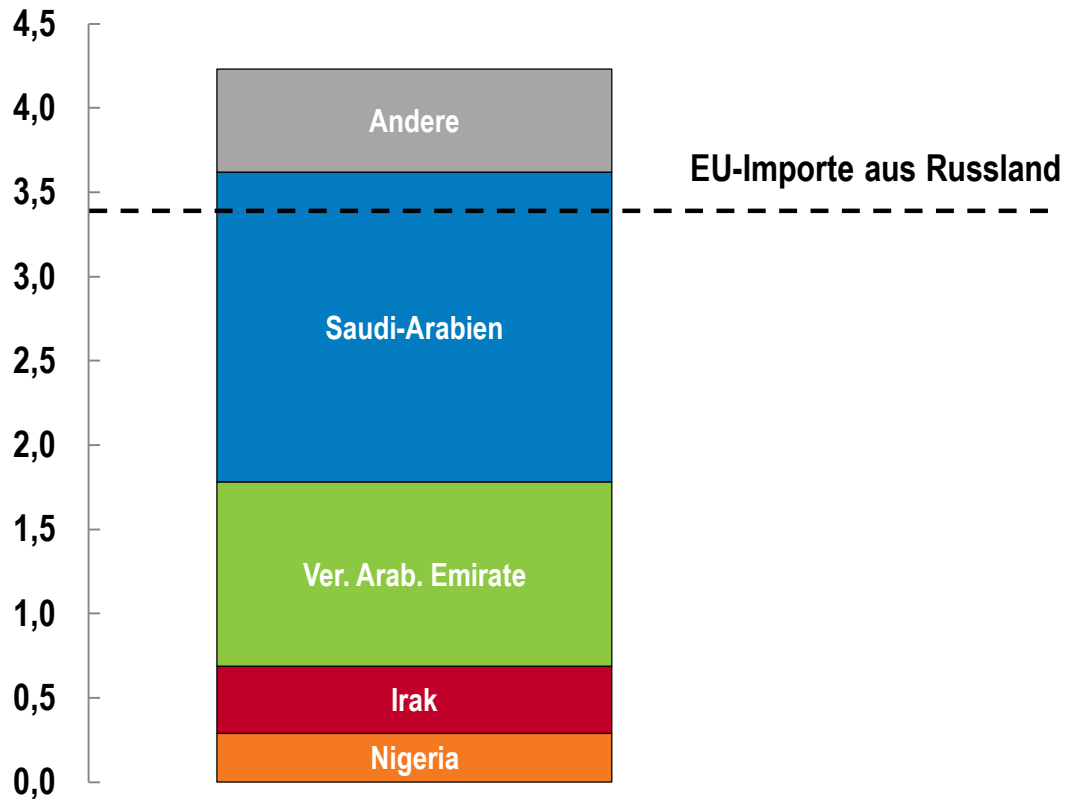 4,5
4,0
3,5
3,0
2,5
2,0
1,5
1,0
0,5
0,0
Andere
EU-Importe aus Russland
Saudi-Arabien
Ver. Arab. Emirate
Irak
Nigeria